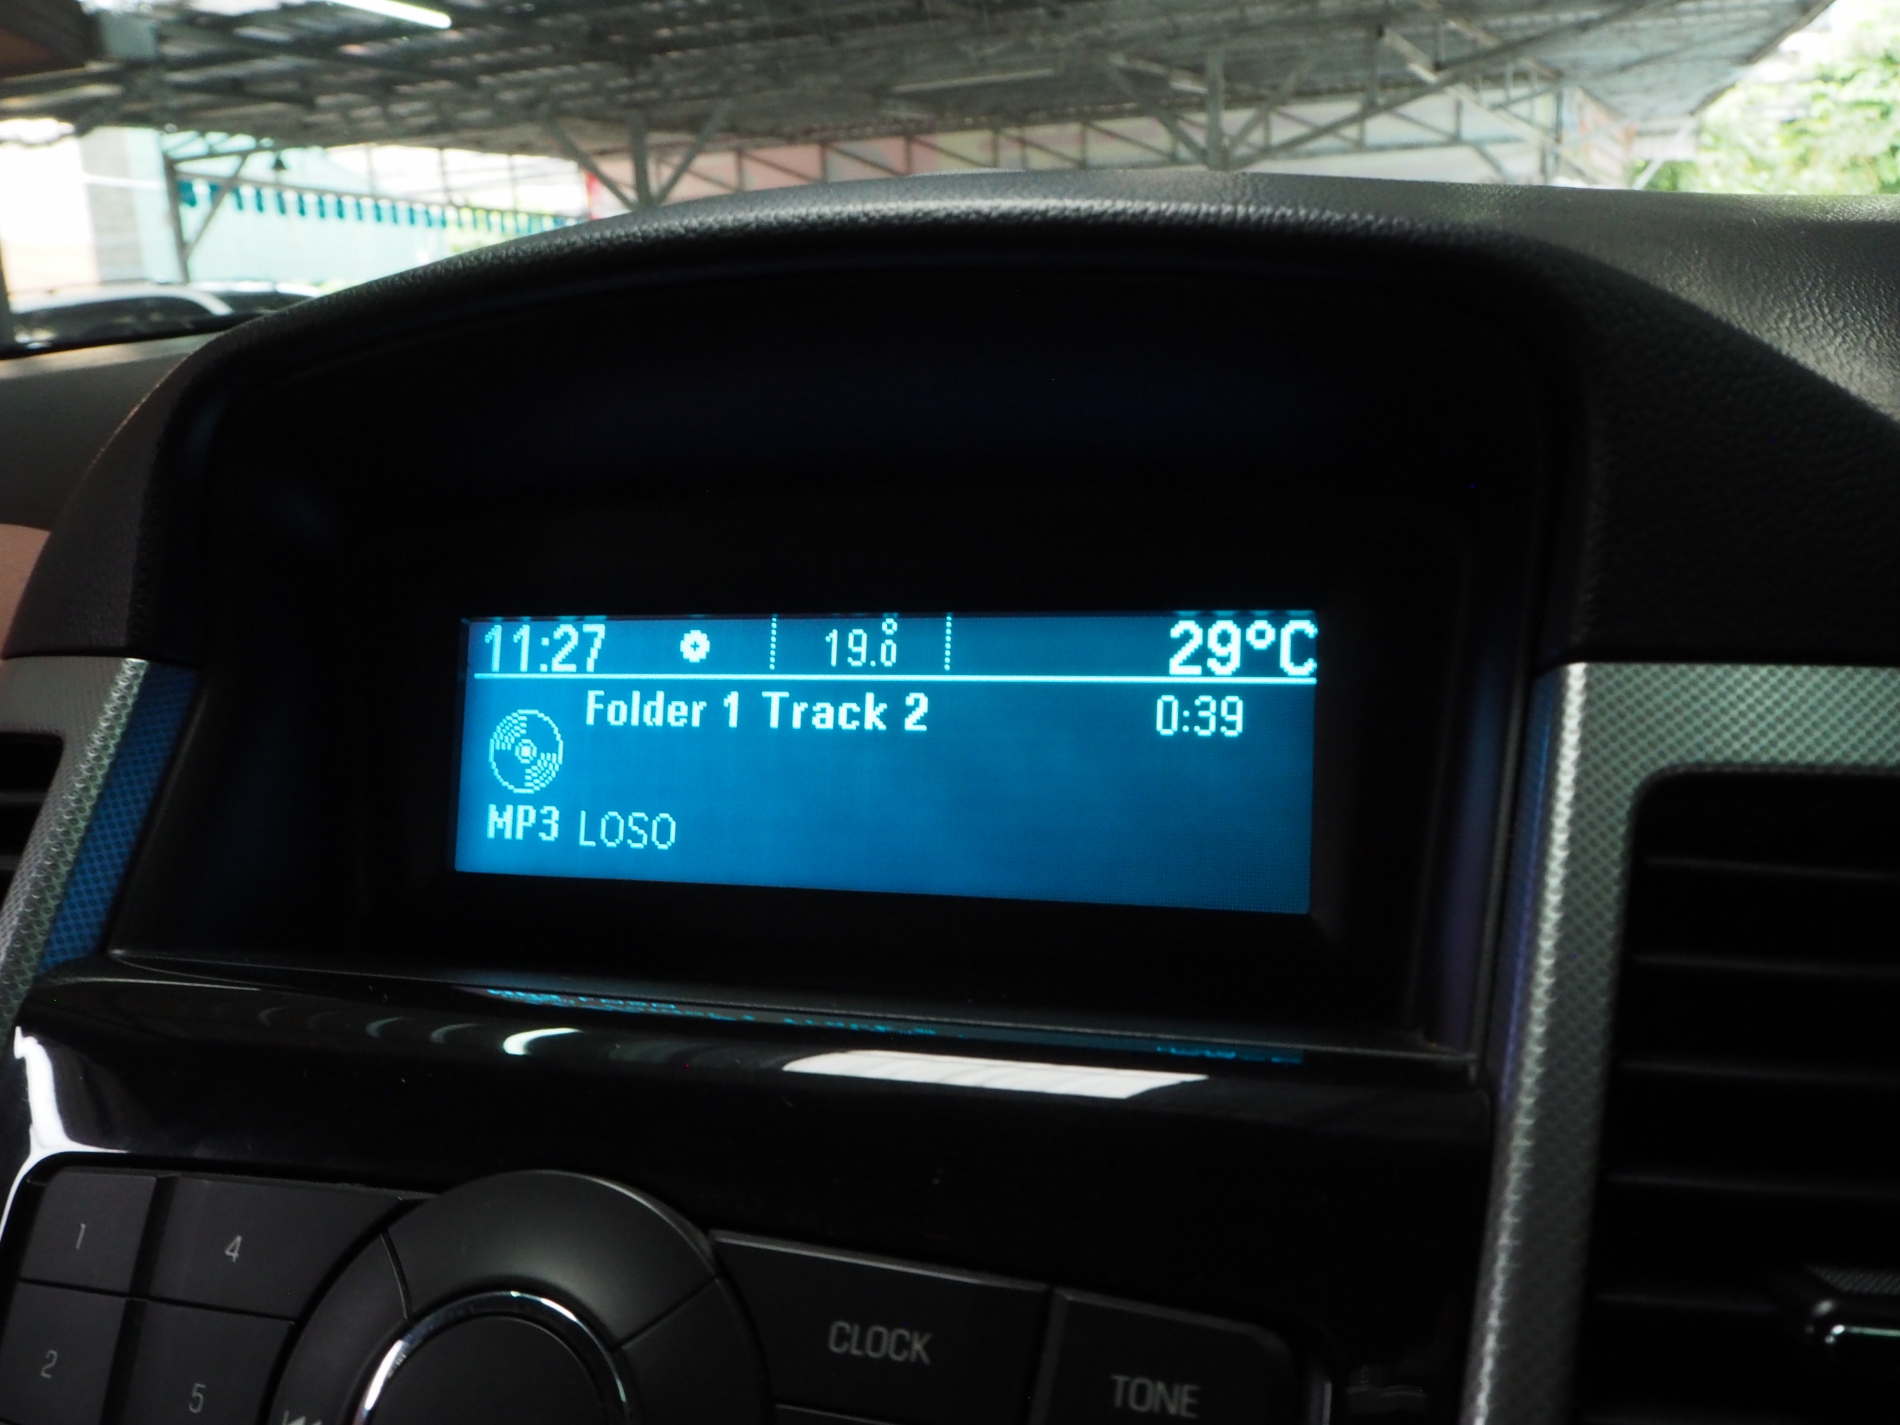 11:27 19.0° 29°C
Folder 1 Track 2 0:39
MP3 LOSO
1 4
CLOCK
2 5
TONE